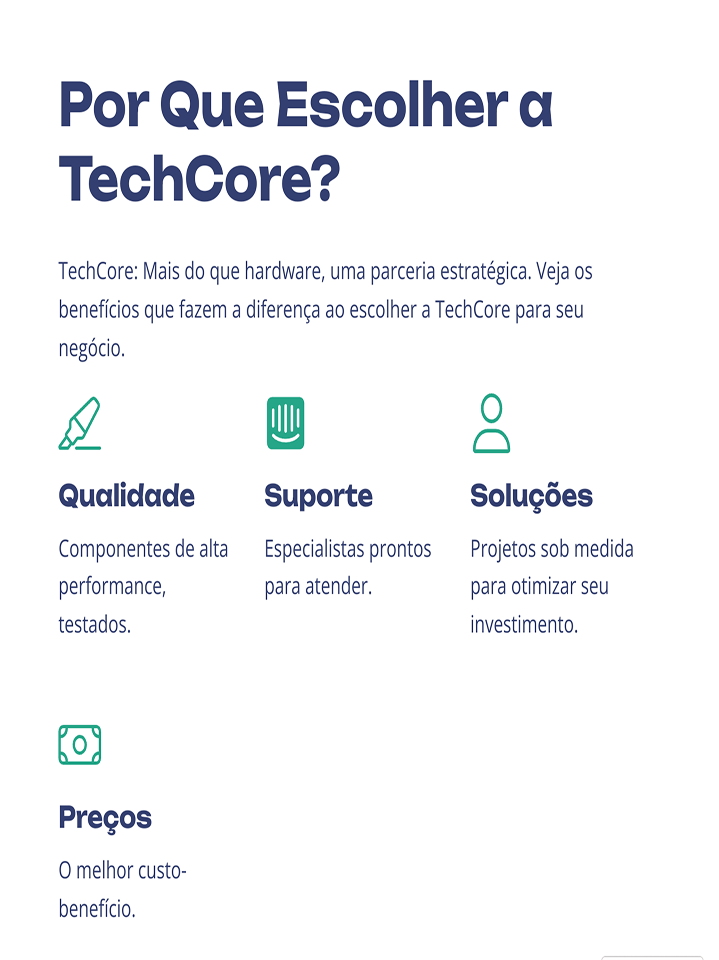 Por Que Escolher a
TechCore?
TechCore: Mais do que hardware, uma parceria estratégica. Veja os
benefícios que fazem a diferença ao escolher a TechCore para seu
negócio.
Qualidade
Componentes de alta
performance,
testados.
Suporte
Especialistas prontos
para atender.
Soluções
Projetos sob medida
para otimizar seu
investimento.
Preços
O melhor custo-
benefício.